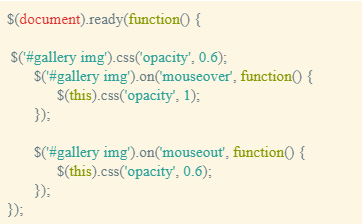 $(document).ready(function() {
$('#gallery img').css('opacity', 0.6);
$('#gallery img').on('mouseover', function() {
$(this).css('opacity', 1);
});
$('#gallery img').on('mouseout', function() {
$(this).css('opacity', 0.6);
});
});